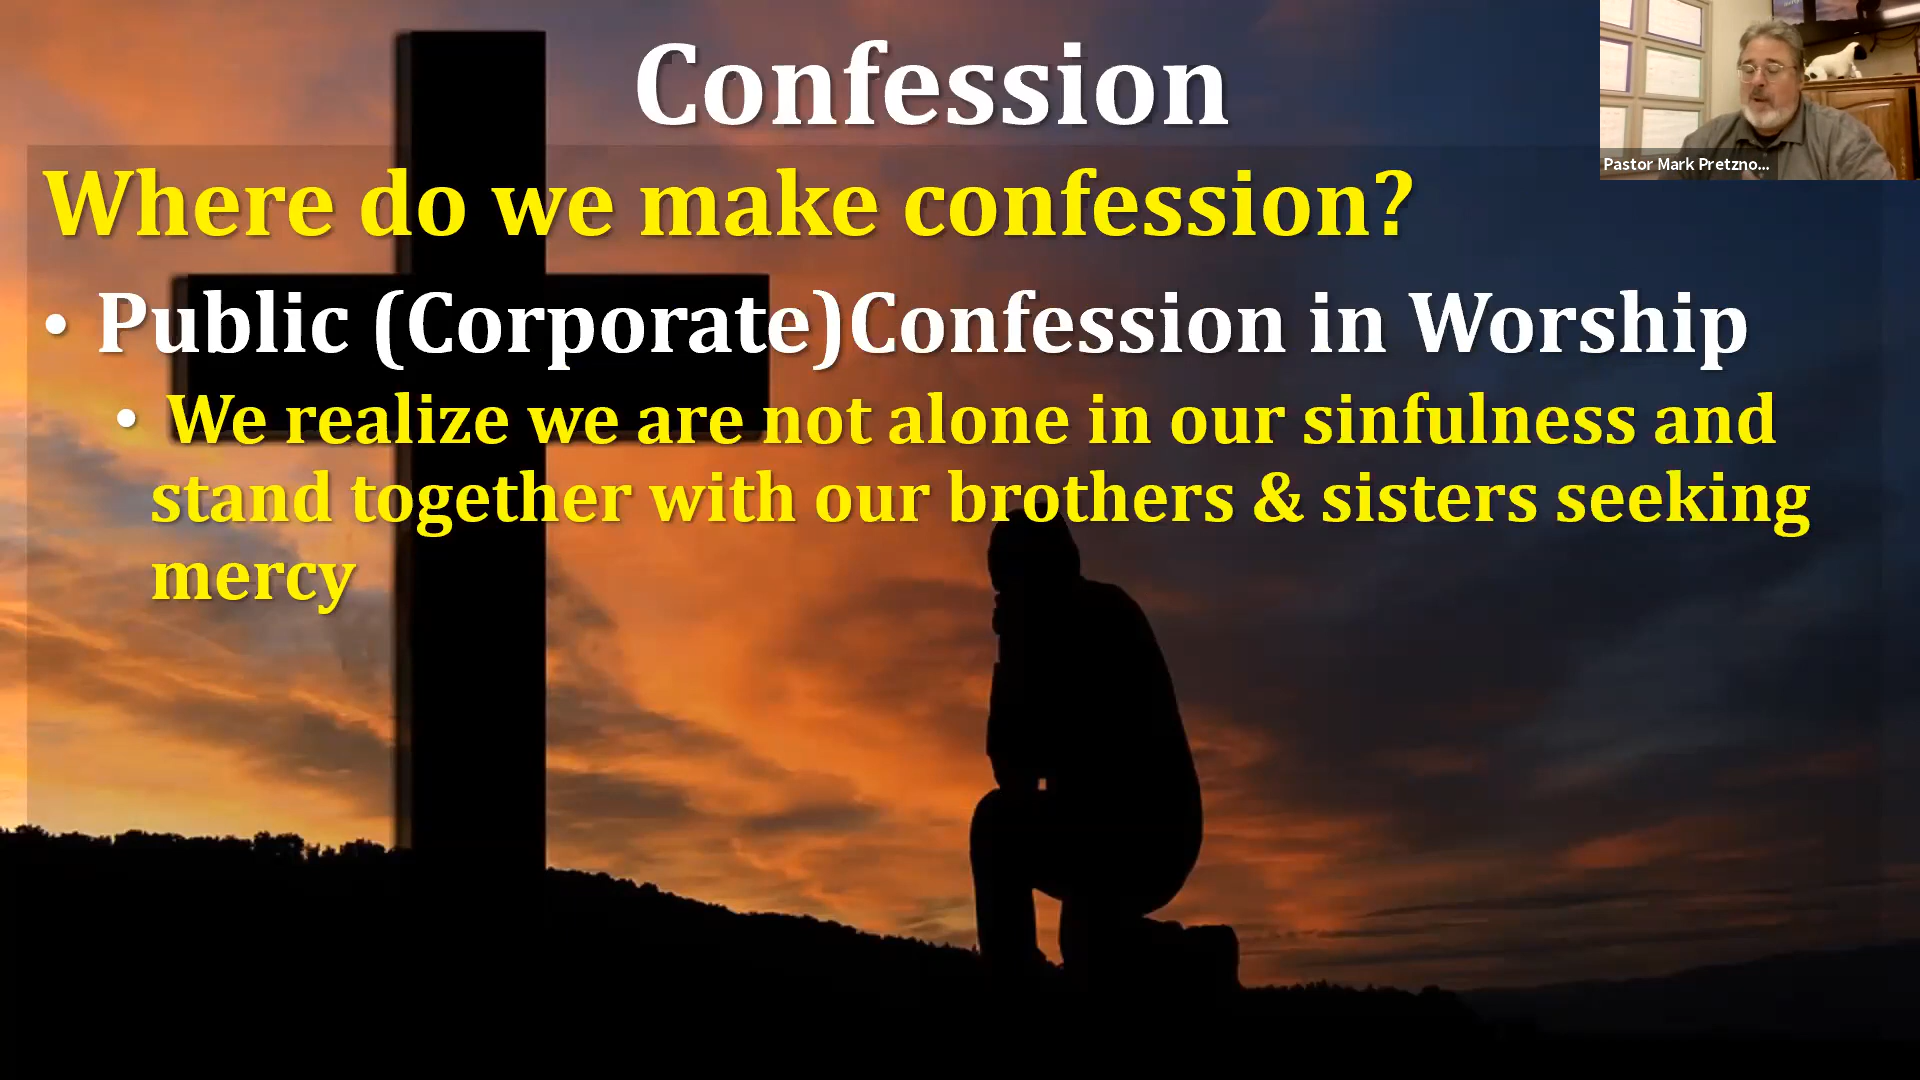 Confession
Pastor Mark Pretzno...
Where do we make confession?
• Public (Corporate)Confession in Worship
• We realize we are not alone in our sinfulness and
stand together with our brothers & sisters seeking
mercy